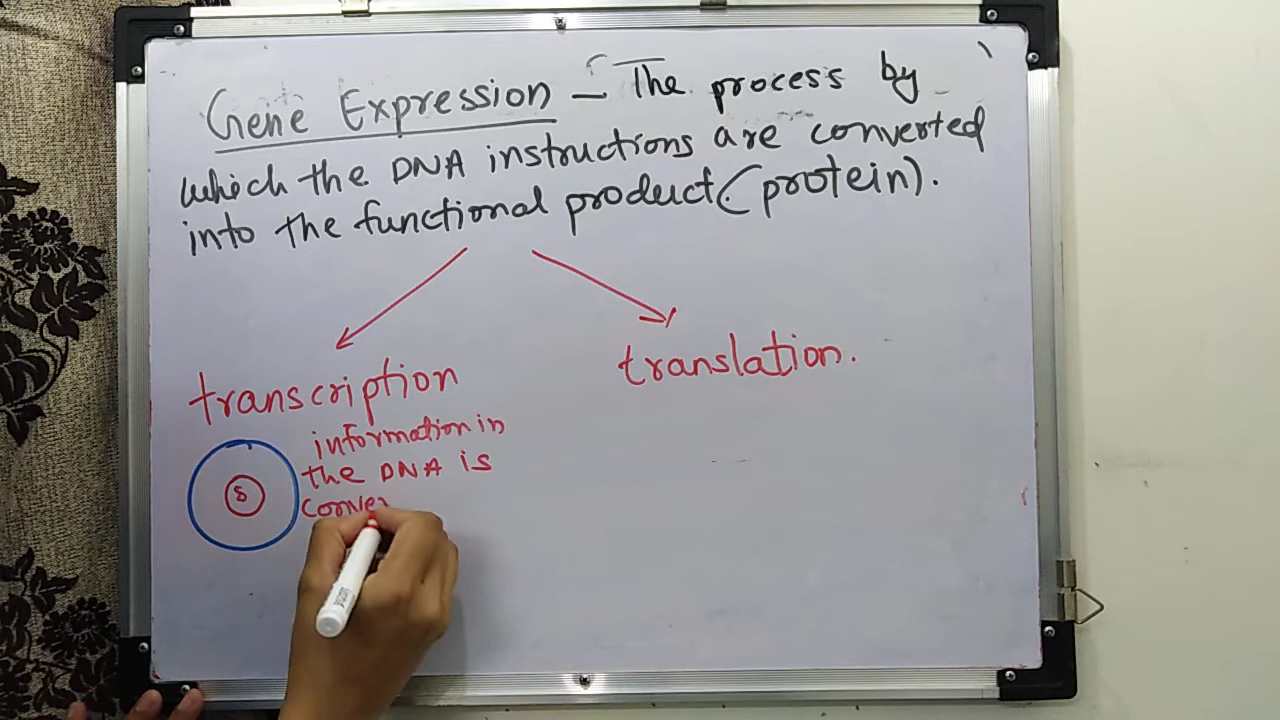 Gene Expression - The process by
which the DNA instructions are converted
into the functional product (protein).
transcription
translation.
information in
the DNA is
conver